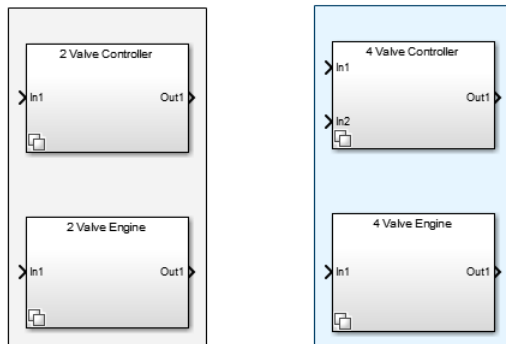 2 Valve Controller
In1
Out1
2 Valve Engine
In1
Out1
4 Valve Controller
In1
Out1
In2
4 Valve Engine
In1
Out1